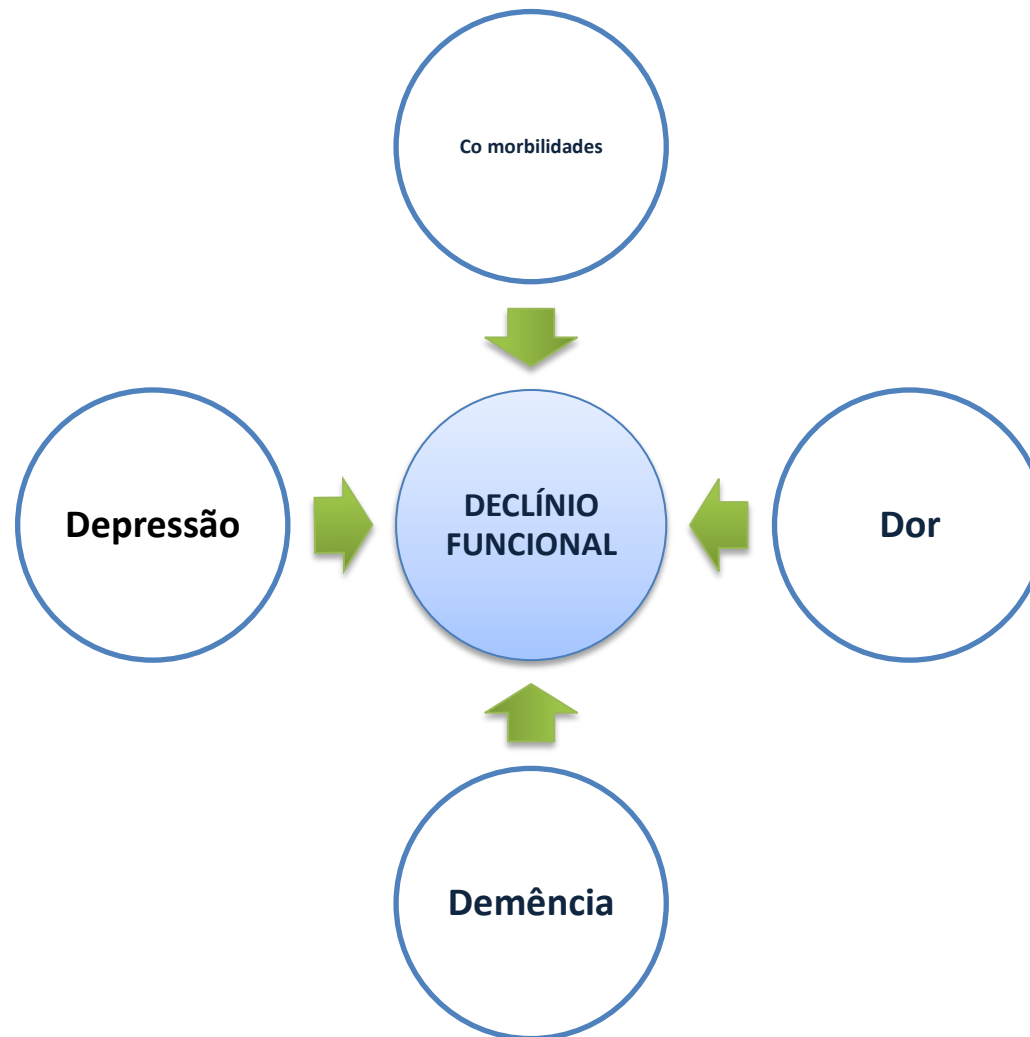 Co morbilidades
Depressão
DECLÍNIO
FUNCIONAL
Dor
Demência